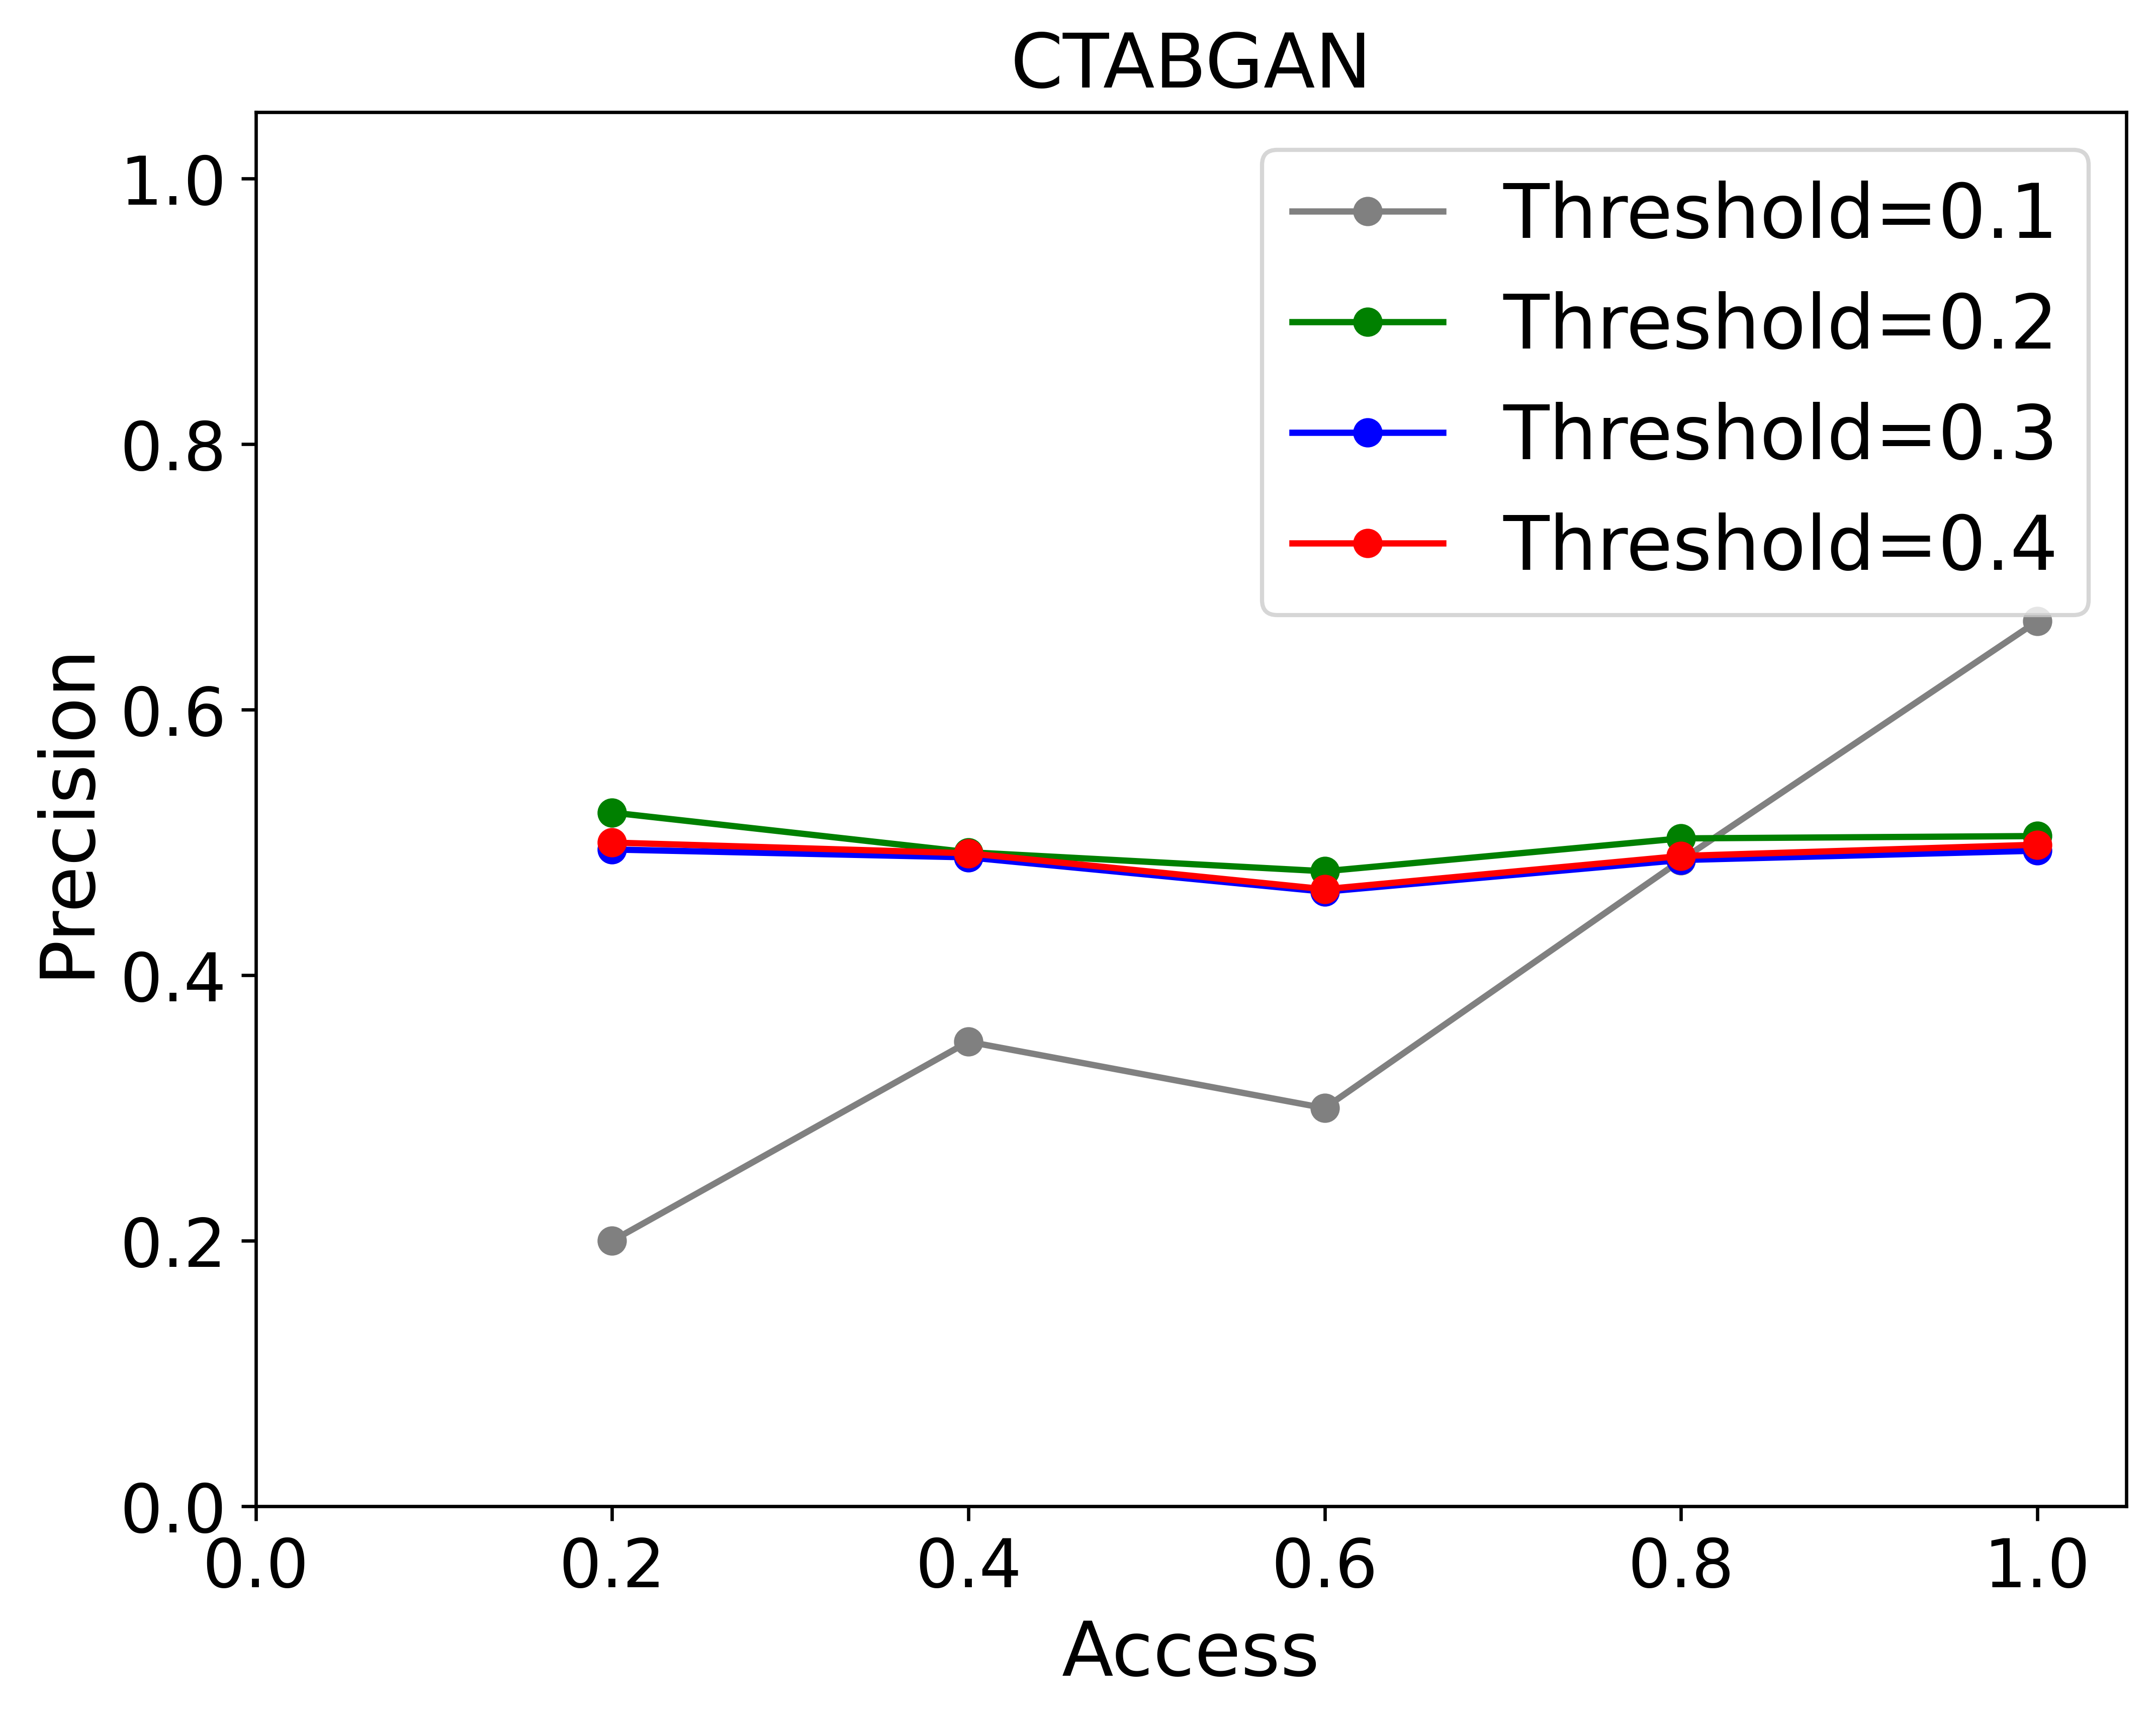 CTABGAN
1.0
0.8
0.6
0.4
0.2
0.0
Precision
Threshold=0.1
Threshold=0.2
Threshold=0.3
Threshold=0.4
0.0 0.2 0.4 0.6 0.8 1.0
Access